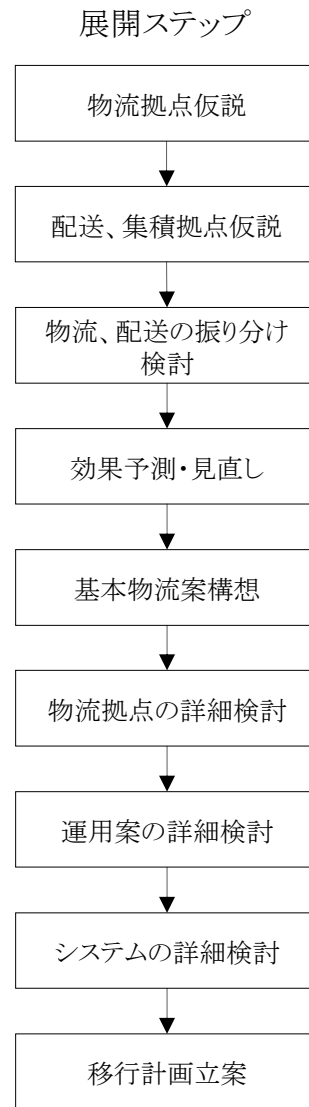 展開ステップ
物流拠点仮説
配送、集積拠点仮説
物流、配送の振り分け
検討
効果予測・見直し
基本物流案構想
物流拠点の詳細検討
運用案の詳細検討
システムの詳細検討
移行計画立案